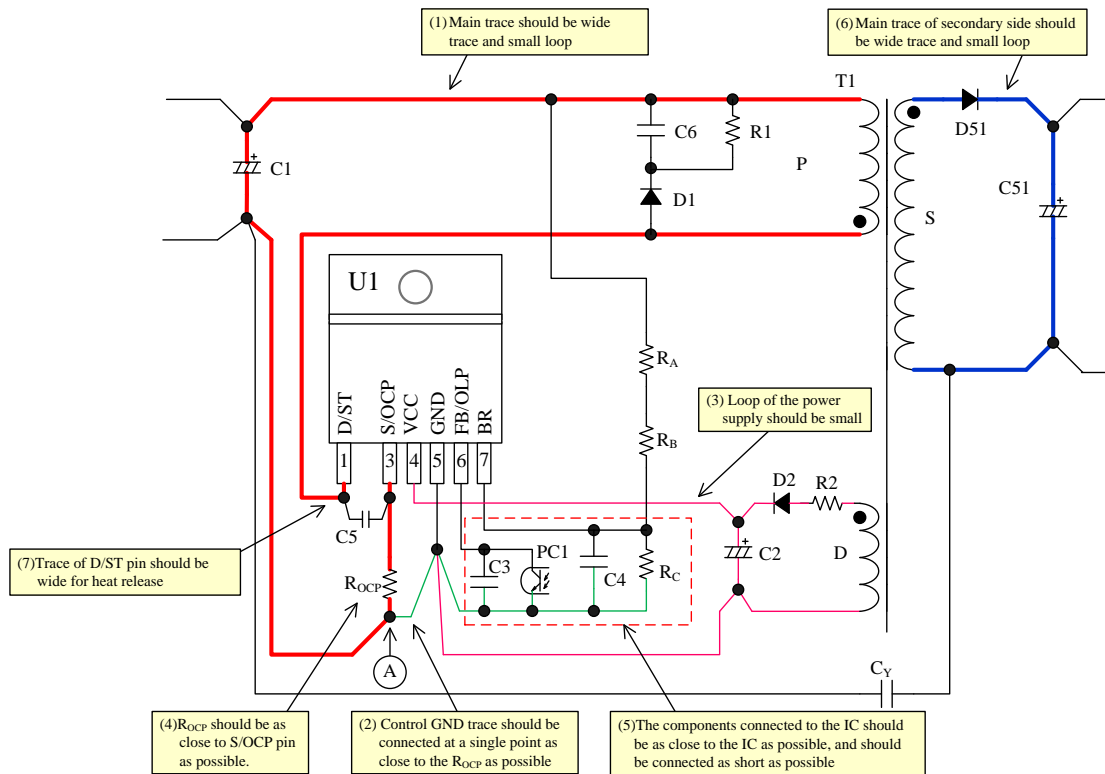 (1) Main trace should be wide
trace and small loop
(6) Main trace of secondary side should
be wide trace and small loop
T1
D51
C6
R1
P
C1
D1
C51
S
U1
RA
D/ST
S/OCP
VCC
GND
FB/OLP
BR
(3) Loop of the power
supply should be small
RB
1
3
4
5
6
7
D2
R2
C5
PC1
C2
D
(7)Trace of D/ST pin should be
wide for heat release
C3
C4
RC
ROCP
A
CY
(4)ROCP should be as
close to S/OCP pin
as possible.
(2) Control GND trace should be
connected at a single point as
close to the ROCP as possible
(5)The components connected to the IC should
be as close to the IC as possible, and should
be connected as short as possible